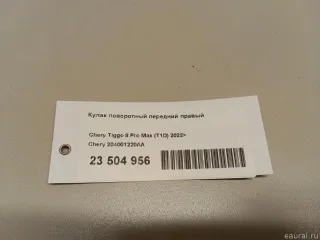 Кулак поворотный передний правый
Chery Tiggo 8 Pro Max (T1D) 2022>
Chery 204001220AA
23 504 956
eaural.ru